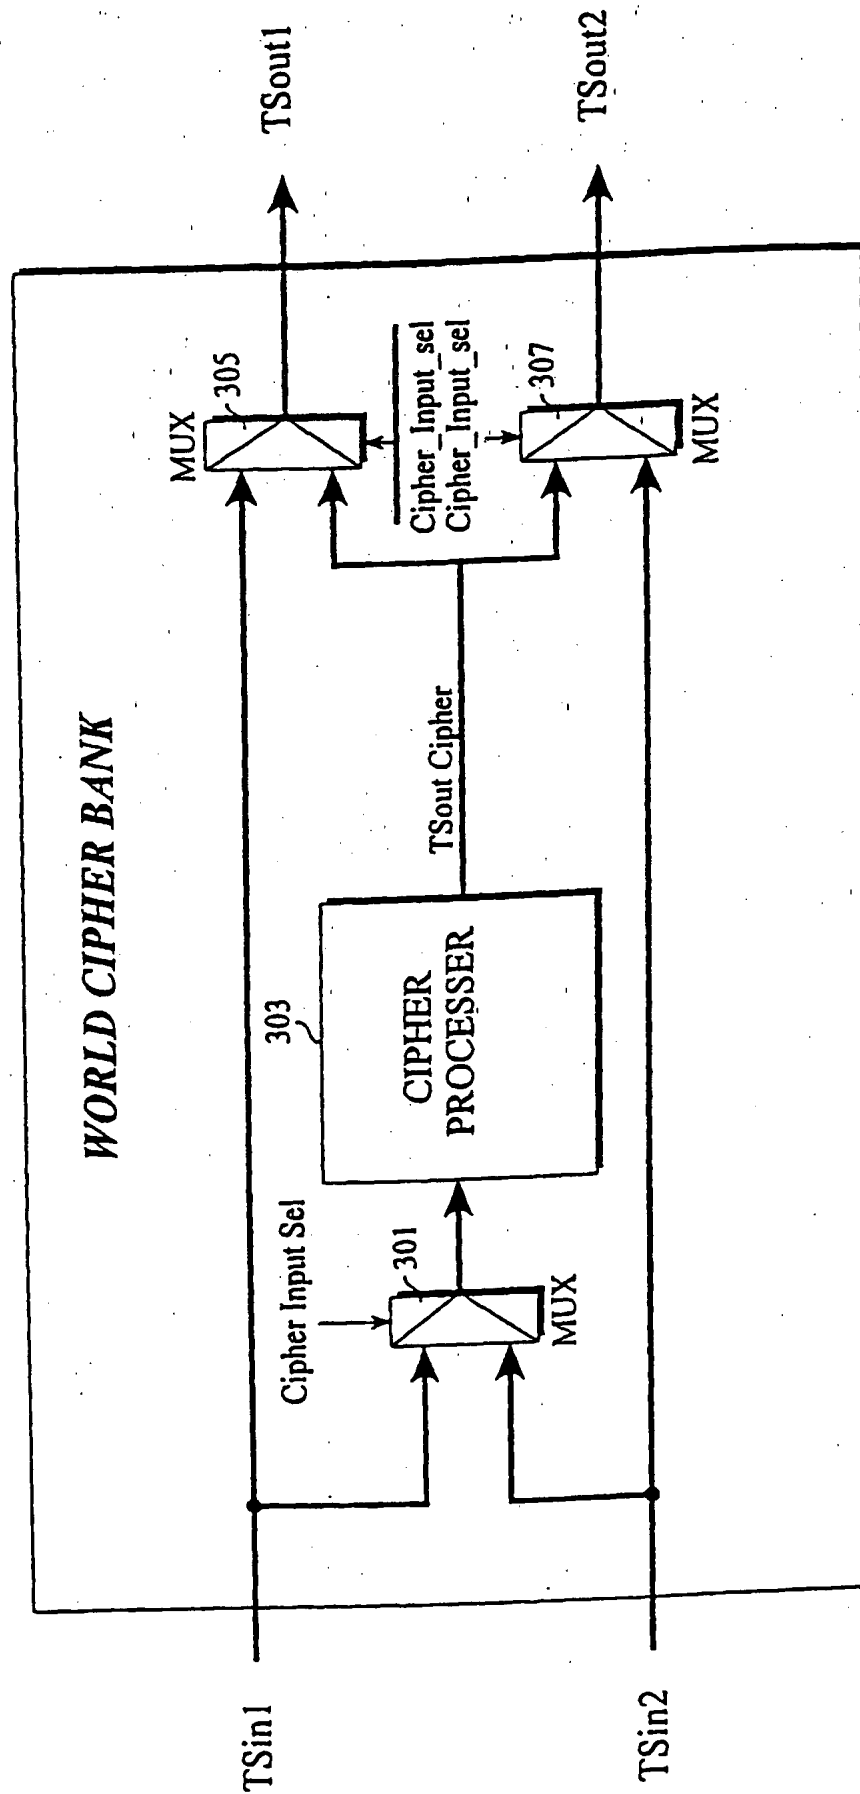 WORLD CIPHER BANK
TSin1
TSin2
Cipher Input Sel
301
MUX
303
CIPHER
PROCESSER
TSout Cipher
MUX
305
Cipher_Input_sel
Cipher_Input_sel
307
MUX
TSout1
TSout2